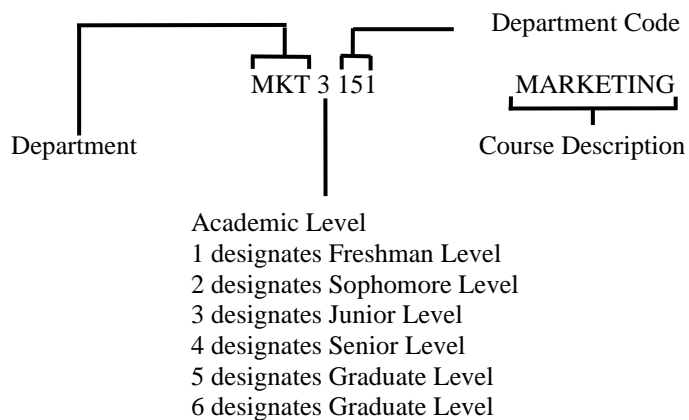 Department Code
MKT 3 151 MARKETING
Department Course Description
Academic Level
1 designates Freshman Level
2 designates Sophomore Level
3 designates Junior Level
4 designates Senior Level
5 designates Graduate Level
6 designates Graduate Level